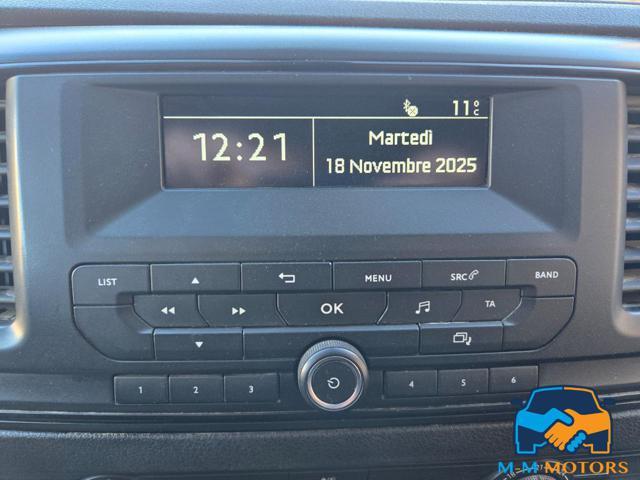 11°C
12:21
Martedì
18 Novembre 2025
LIST
MENU
SRC
BAND
OK
TA
1 2 3 4 5 6
M-M MOTORS